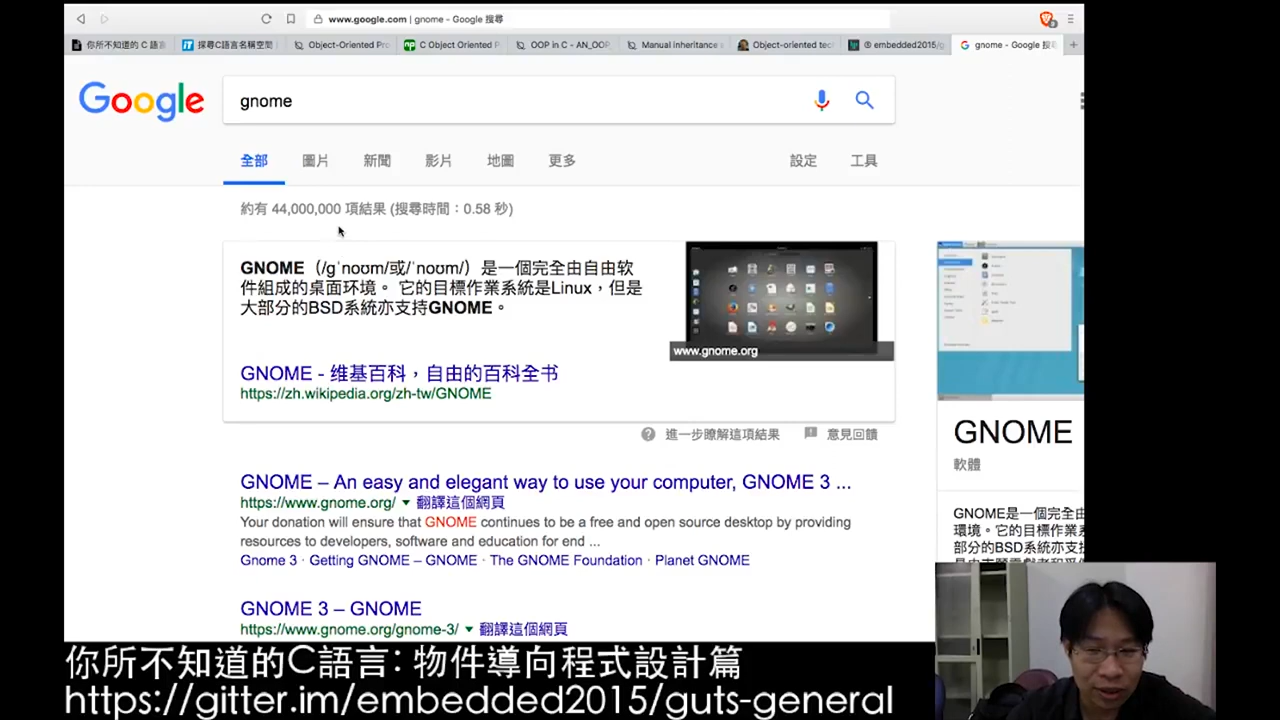 www.google.com | gnome - Google 搜尋
你所不知道的 C 語言
探尋C語言名稱空間
Object-Oriented Pro
C Object Oriented P
OOP in C - AN_OOP
Manual inheritance
Object-oriented tec
embedded2015/g
gnome - Google 搜尋
Google
gnome
全部 圖片 新聞 影片 地圖 更多 設定 工具
約有 44,000,000 項結果 (搜尋時間:0.58 秒)
GNOME(/ɡˈnoʊm/或/ˈnoʊm/)是一個完全由自由软
件組成的桌面环境。 它的目標作業系統是Linux,但是
大部分的BSD系統亦支持GNOME。
www.gnome.org
GNOME - 维基百科,自由的百科全书
https://zh.wikipedia.org/zh-tw/GNOME
進一步瞭解這項結果 意見回饋
GNOME – An easy and elegant way to use your computer, GNOME 3 ...
https://www.gnome.org/ 翻譯這個網頁
Your donation will ensure that GNOME continues to be a free and open source desktop by providing
resources to developers, software and education for end ...
Gnome 3 · Getting GNOME – GNOME · The GNOME Foundation · Planet GNOME
GNOME 3 – GNOME
https://www.gnome.org/gnome-3/ 翻譯這個網頁
GNOME
軟體
GNOME是一個完全由
環境。它的目標作業系
部分的BSD系統亦支持
你所不知道的C語言: 物件導向程式設計篇
https://gitter.im/embedded2015/guts-general